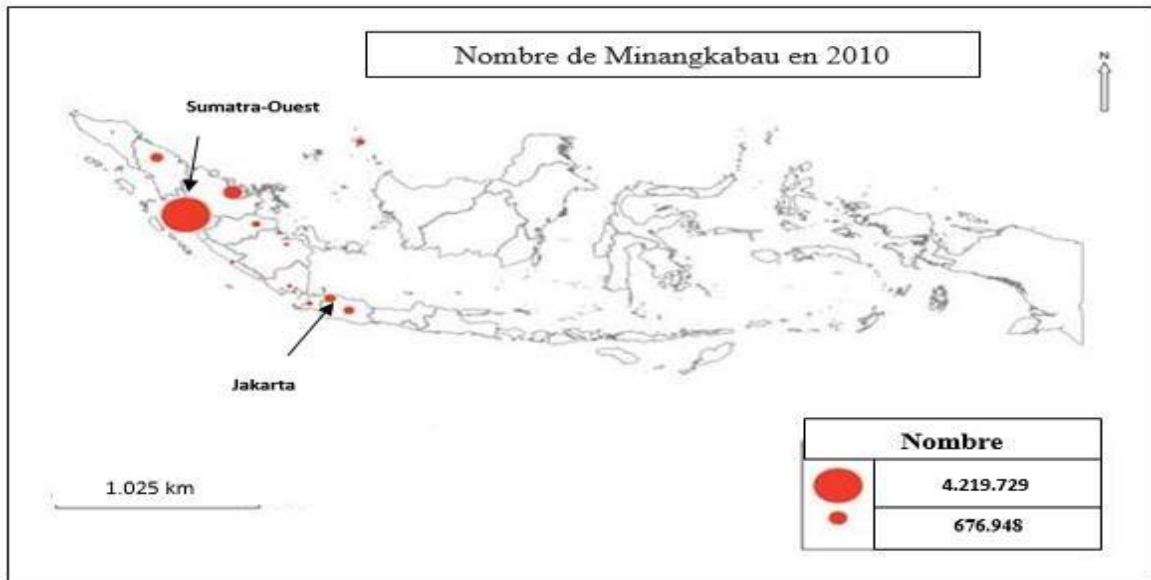 Nombre de Minangkabau en 2010
N
Sumatra-Ouest
Jakarta
1.025 km
Nombre
4.219.729
676.948